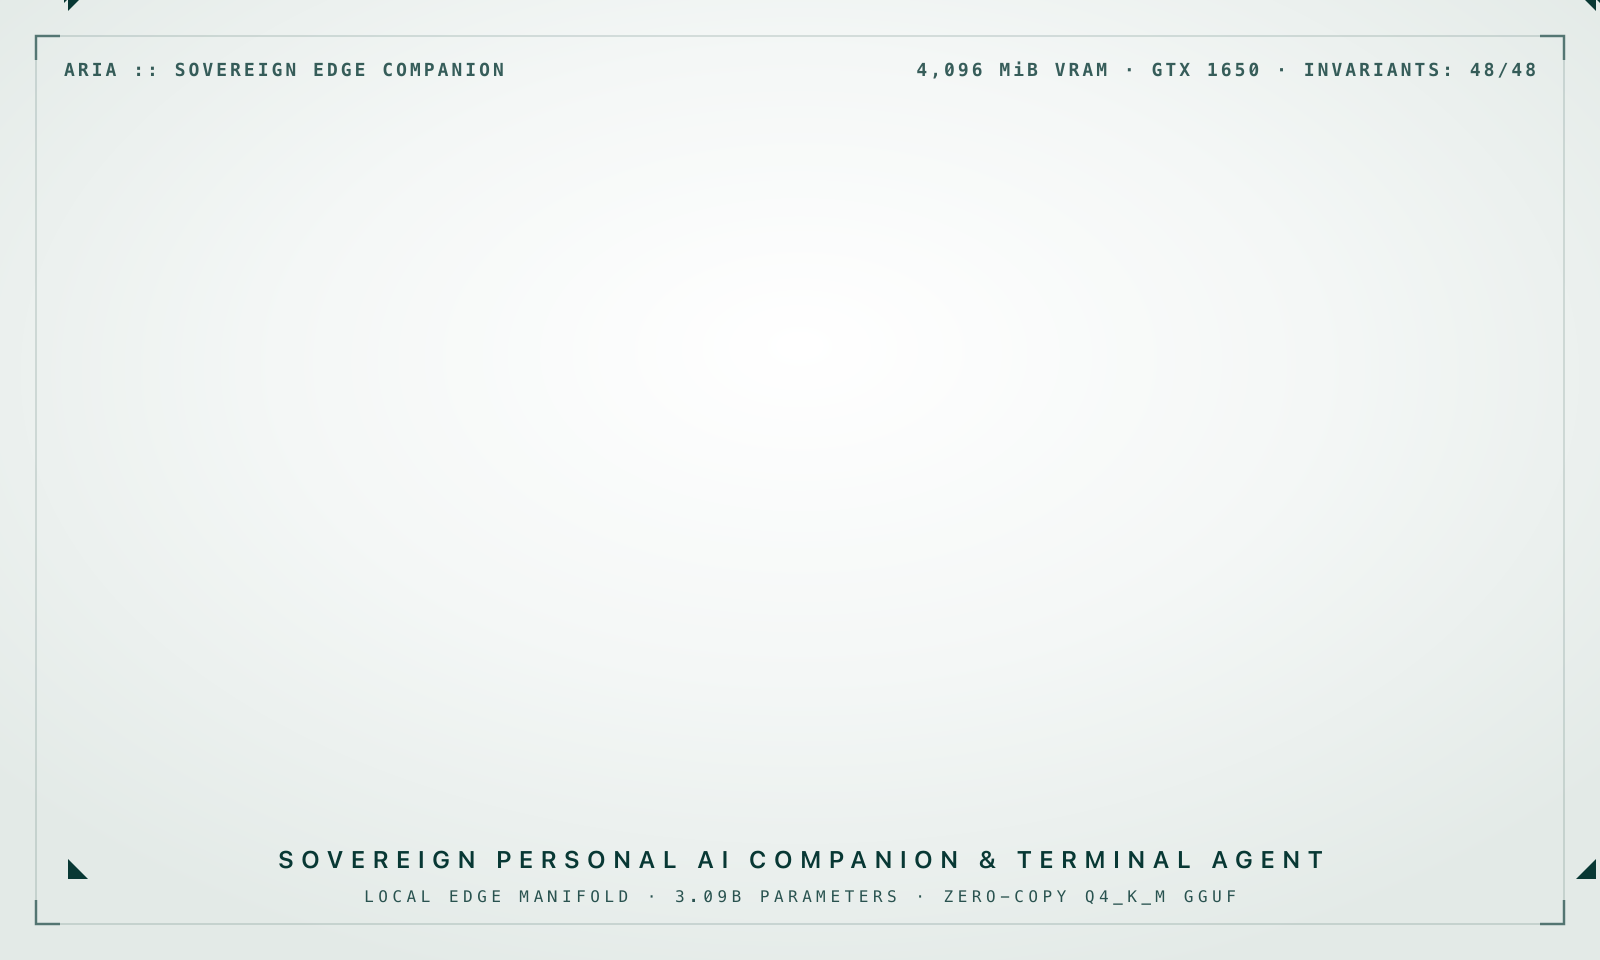 ARIA :: SOVEREIGN EDGE COMPANION
4,096 MiB VRAM · GTX 1650 · INVARIANTS: 48/48
SOVEREIGN PERSONAL AI COMPANION & TERMINAL AGENT
LOCAL EDGE MANIFOLD · 3.09B PARAMETERS · ZERO-COPY Q4_K_M GGUF